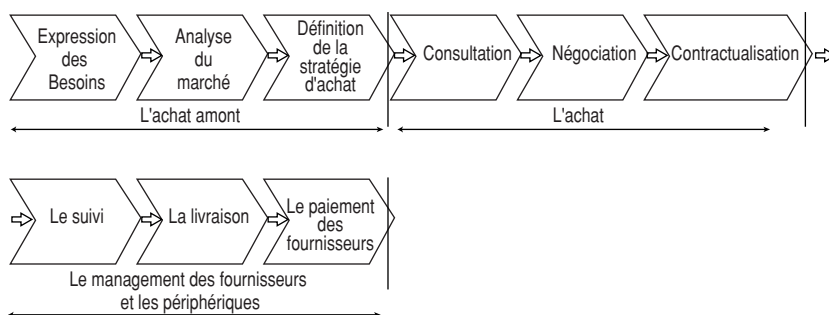 Expression
des
Besoins
Analyse
du
marché
Définition
de la
stratégie
d'achat
Consultation
Négociation
Contractualisation
L'achat amont
L'achat
Le suivi
La livraison
Le paiement
des
fournisseurs
Le management des fournisseurs
et les périphériques